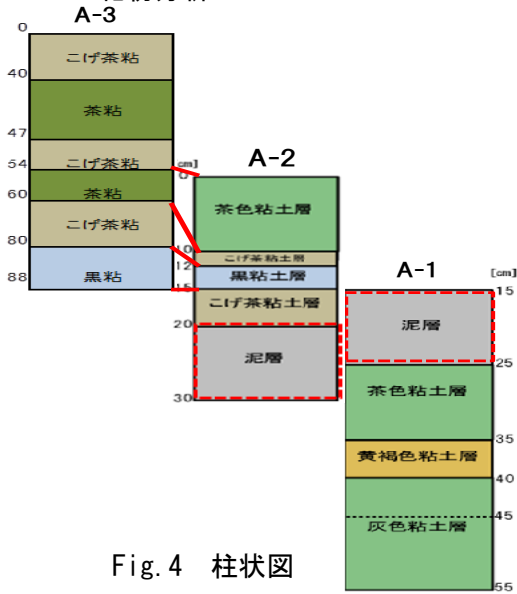 A-3
0
こげ茶粘
40
茶粘
47
こげ茶粘
54
茶粘
60
こげ茶粘
80
黒粘
88
A-2
cm]
0
茶色粘土層
10
こげ茶粘土層
12
黒粘土層
15
こげ茶粘土層
20
泥層
30
A-1
[cm]
15
泥層
25
茶色粘土層
35
黄褐色粘土層
40
45
灰色粘土層
55
Fig.4 柱状図